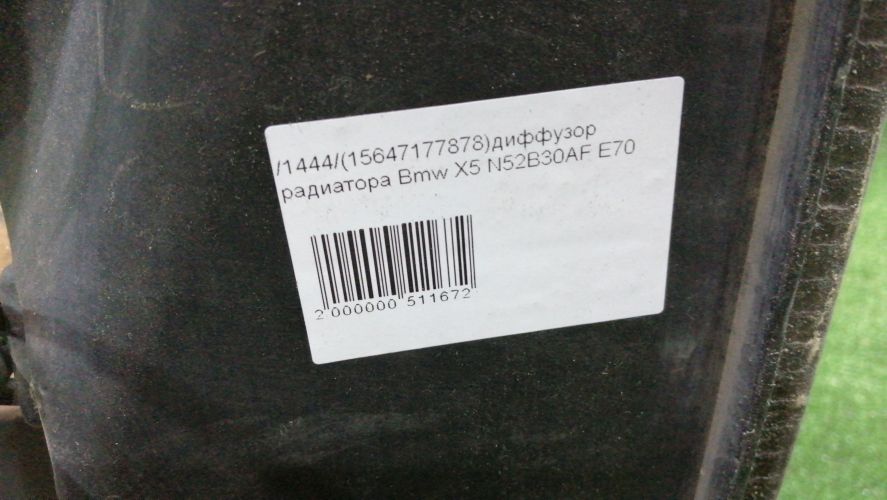 /1444/(15647177878)диффузор
радиатора Bmw X5 N52B30AF E70
2 000000 511672